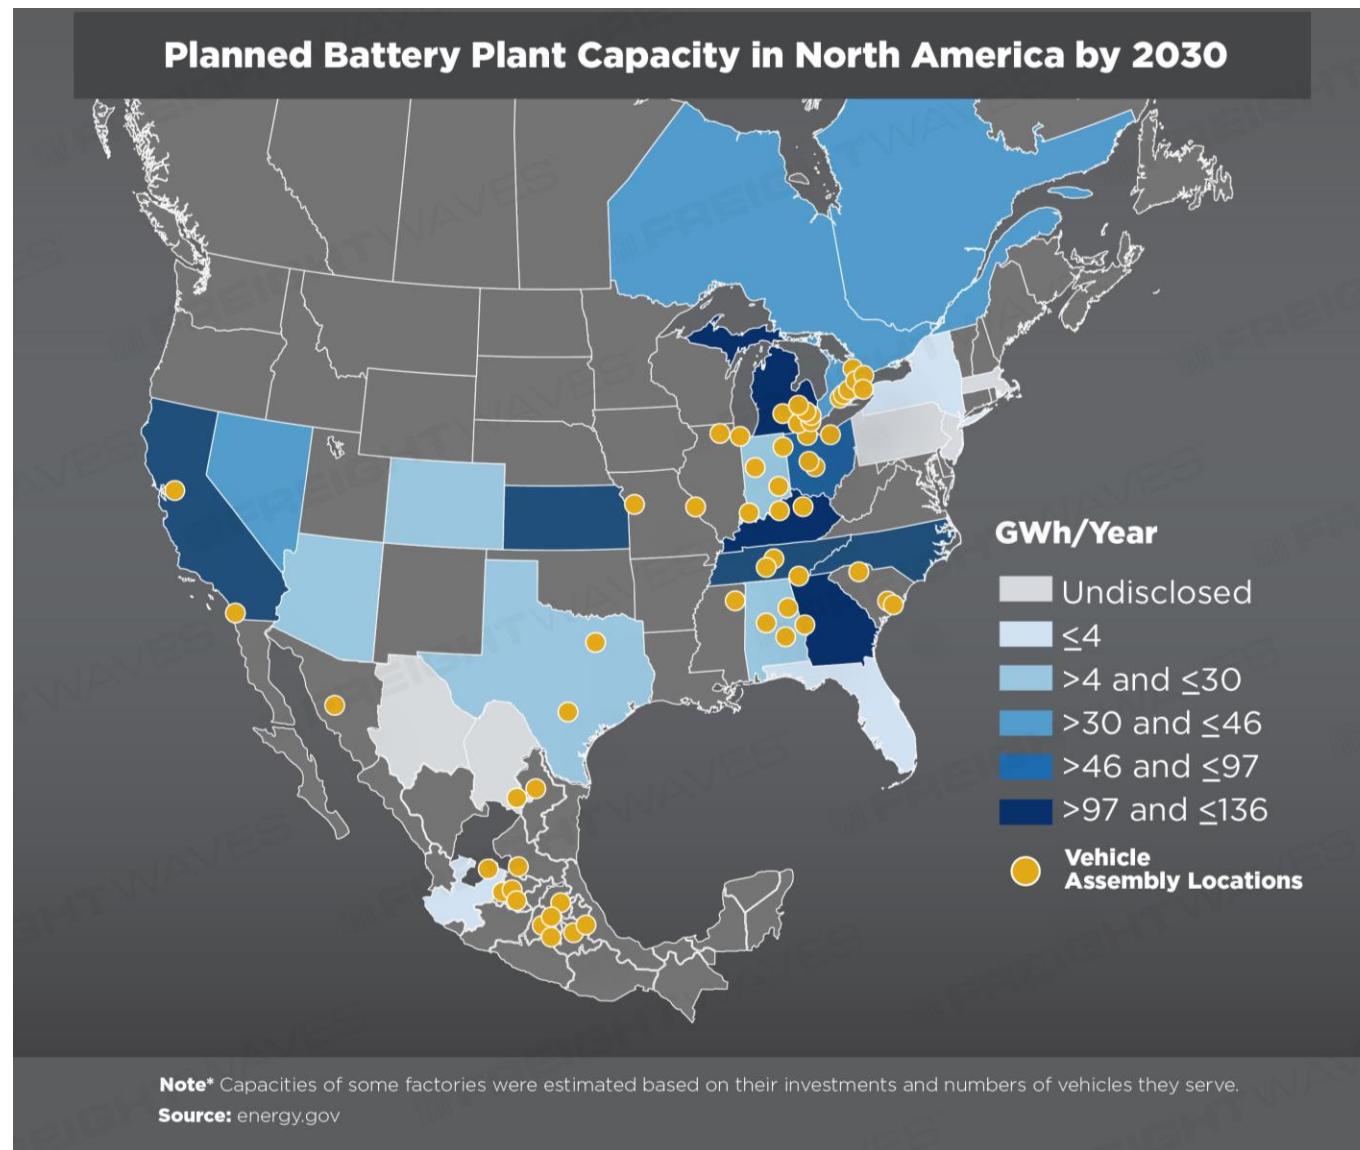 Planned Battery Plant Capacity in North America by 2030
GWh/Year
Undisclosed
≤4
>4 and ≤30
>30 and ≤46
>46 and ≤97
>97 and ≤136
Vehicle
Assembly Locations
Note* Capacities of some factories were estimated based on their investments and numbers of vehicles they serve.
Source: energy.gov
FREIGHTWAVES